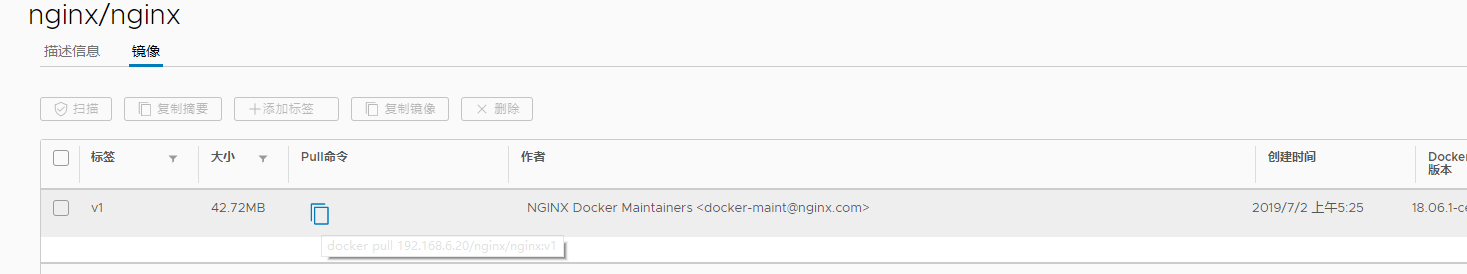 nginx/nginx
描述信息 镜像
扫描 复制摘要 +添加标签 复制镜像 × 删除
标签 大小 Pull命令 作者 创建时间 Docker
版本
v1 42.72MB NGINX Docker Maintainers <docker-maint@nginx.com> 2019/7/2 上午5:25 18.06.1-ce
docker pull 192.168.6.20/nginx/nginx:v1